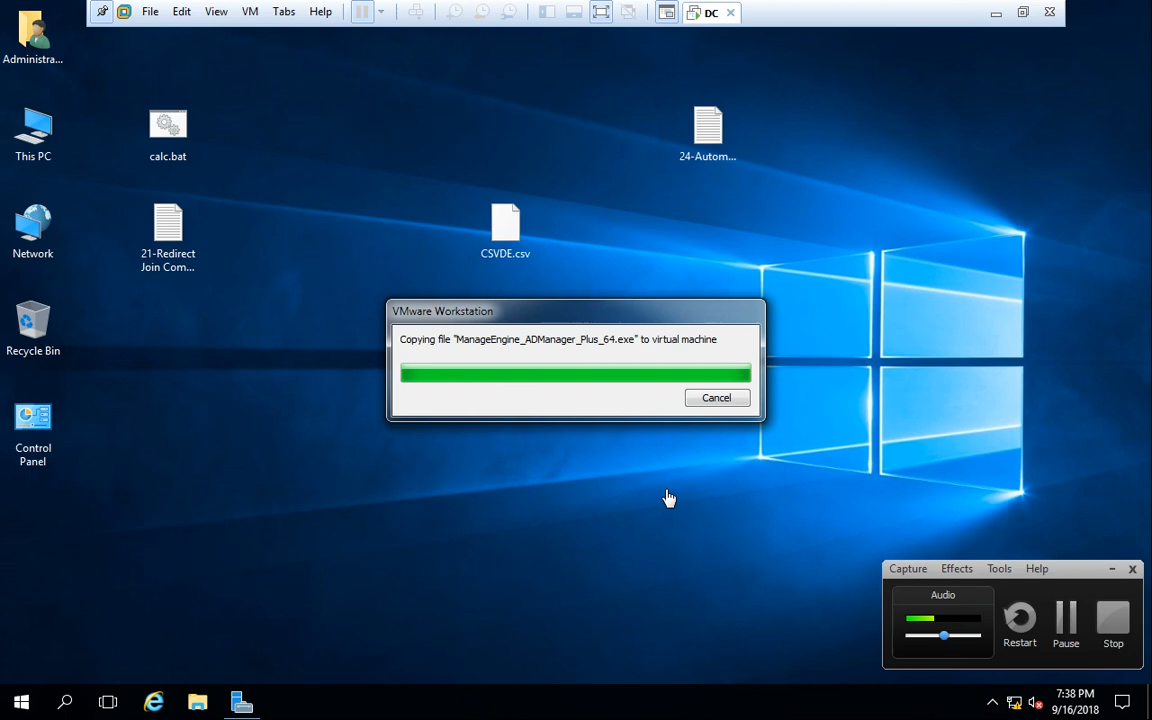 File Edit View VM Tabs Help DC
Administra...
This PC
calc.bat
24-Autom...
Network
21-Redirect
Join Com...
CSVDE.csv
VMware Workstation
Copying file "ManageEngine_ADManager_Plus_64.exe" to virtual machine
Cancel
Recycle Bin
Control
Panel
Capture Effects Tools Help
Audio
Restart Pause Stop
7:38 PM
9/16/2018